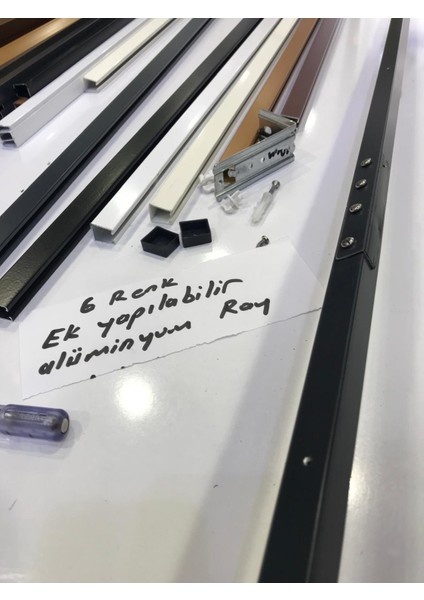 6 Renk
Ek yapılabilir
alüminyum Ray